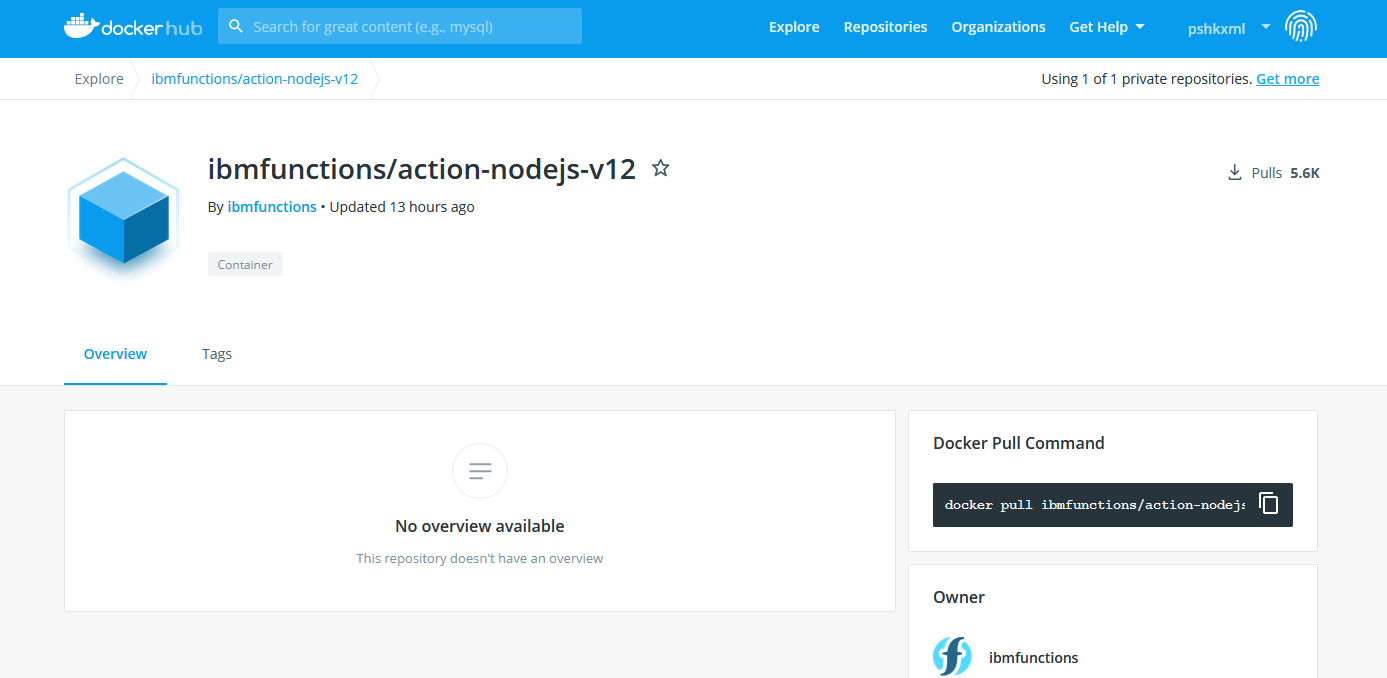 docker hub
Search for great content (e.g., mysql)
Explore
Repositories
Organizations
Get Help
pshkxml
Explore
ibmfunctions/action-nodejs-v12
Using 1 of 1 private repositories. Get more
ibmfunctions/action-nodejs-v12
Pulls 5.6K
By ibmfunctions • Updated 13 hours ago
Container
Overview
Tags
No overview available
This repository doesn't have an overview
Docker Pull Command
docker pull ibmfunctions/action-nodejs
Owner
ibmfunctions